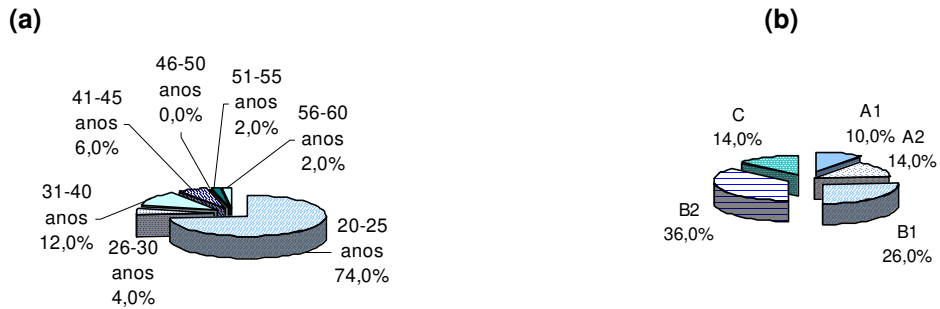 (a)
46-50
anos
0,0%
51-55
anos
2,0%
41-45
anos
6,0%
56-60
anos
2,0%
31-40
anos
12,0%
26-30
anos
4,0%
20-25
anos
74,0%
(b)
C
14,0%
A1
10,0%
A2
14,0%
B2
36,0%
B1
26,0%